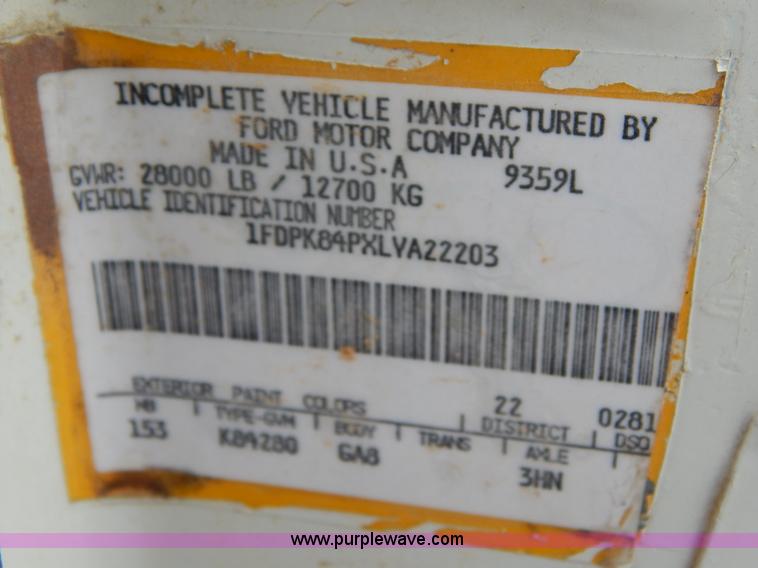 INCOMPLETE VEHICLE MANUFACTURED BY
FORD MOTOR COMPANY
MADE IN U.S.A 9359L
GVWR: 28000 LB / 12700 KG
VEHICLE IDENTIFICATION NUMBER
1FDPK84PXLVA22203
EXTERIOR PAINT COLORS 22 0281
WB TYPE-GVW BODY TRANS DISTRICT DSO
153 K84280 GA8 AXLE
3HN
www.purplewave.com